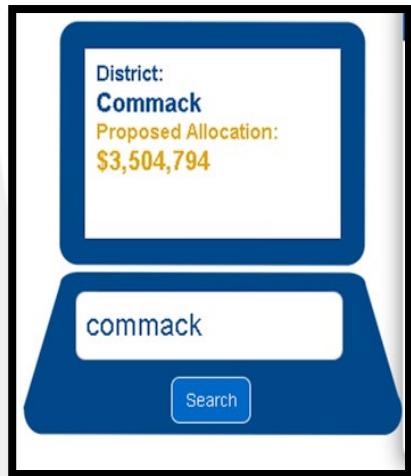 District:
Commack
Proposed Allocation:
$3,504,794
commack
Search